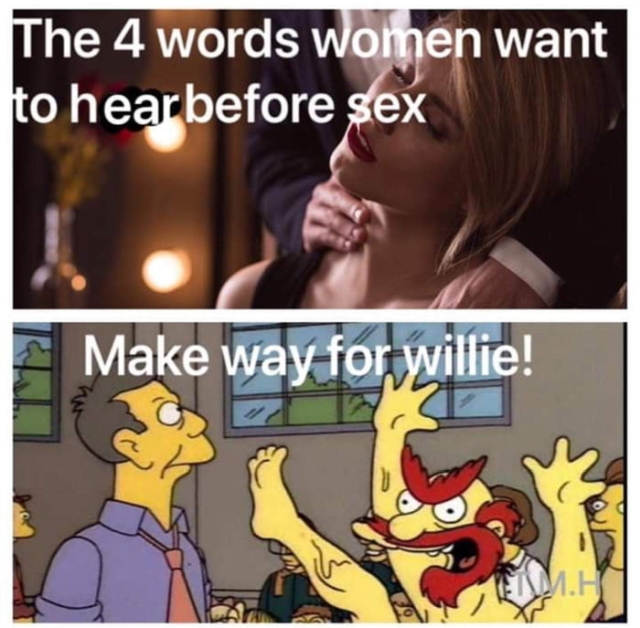 The 4 words women want
to hear before sex
Make way for willie!
T.M.H